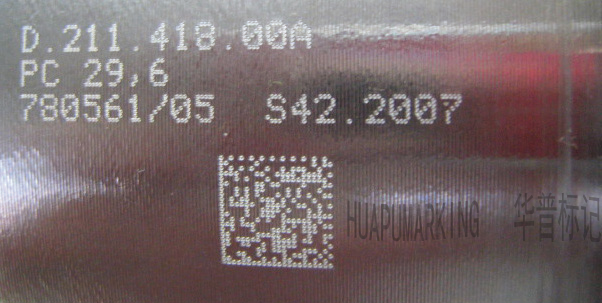 D.211.418.00A
PC 29,6
780561/05 S42.2007
HUAPUMARKING 华普标记